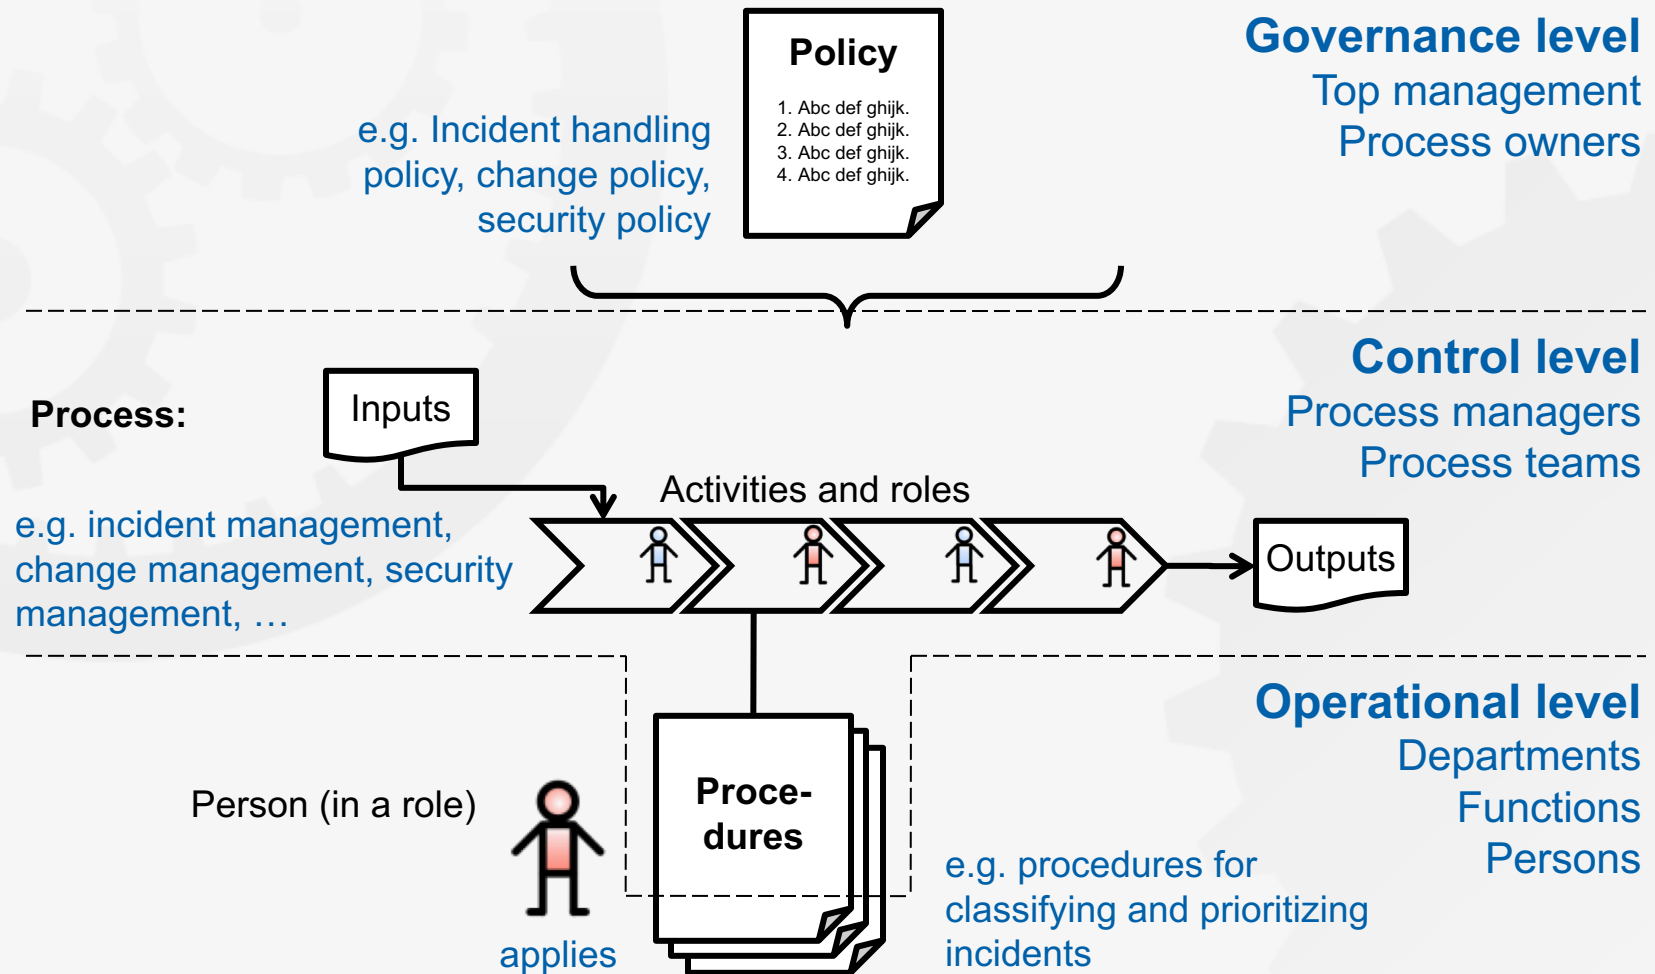 Policy
1. Abc def ghijk.
2. Abc def ghijk.
3. Abc def ghijk.
4. Abc def ghijk.
e.g. Incident handling
policy, change policy,
security policy
Governance level
Top management
Process owners
Control level
Process managers
Process teams
Process:
Inputs
Activities and roles
e.g. incident management,
change management, security
management, …
Outputs
Operational level
Departments
Functions
Persons
Person (in a role)
applies
Proce-
dures
e.g. procedures for
classifying and prioritizing
incidents